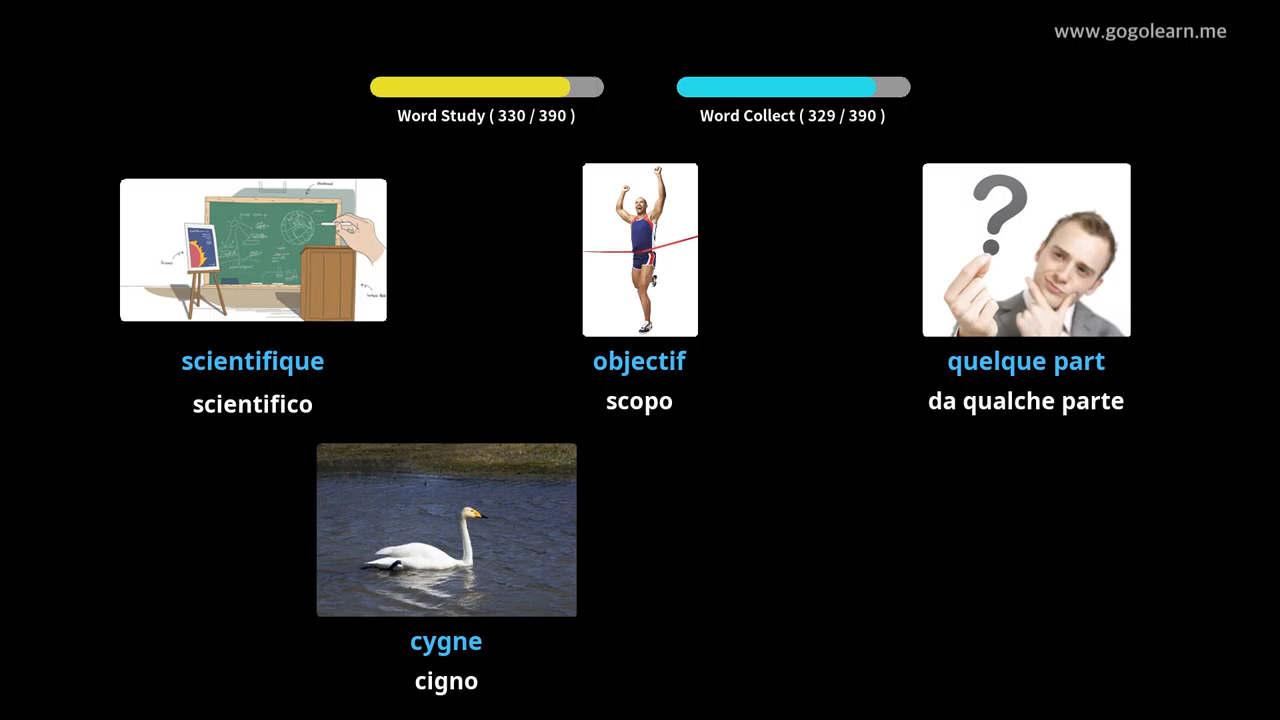 www.gogolearn.me
Word Study ( 330 / 390 )
Word Collect ( 329 / 390 )
scientifique
scientifico
objectif
scopo
quelque part
da qualche parte
cygne
cigno